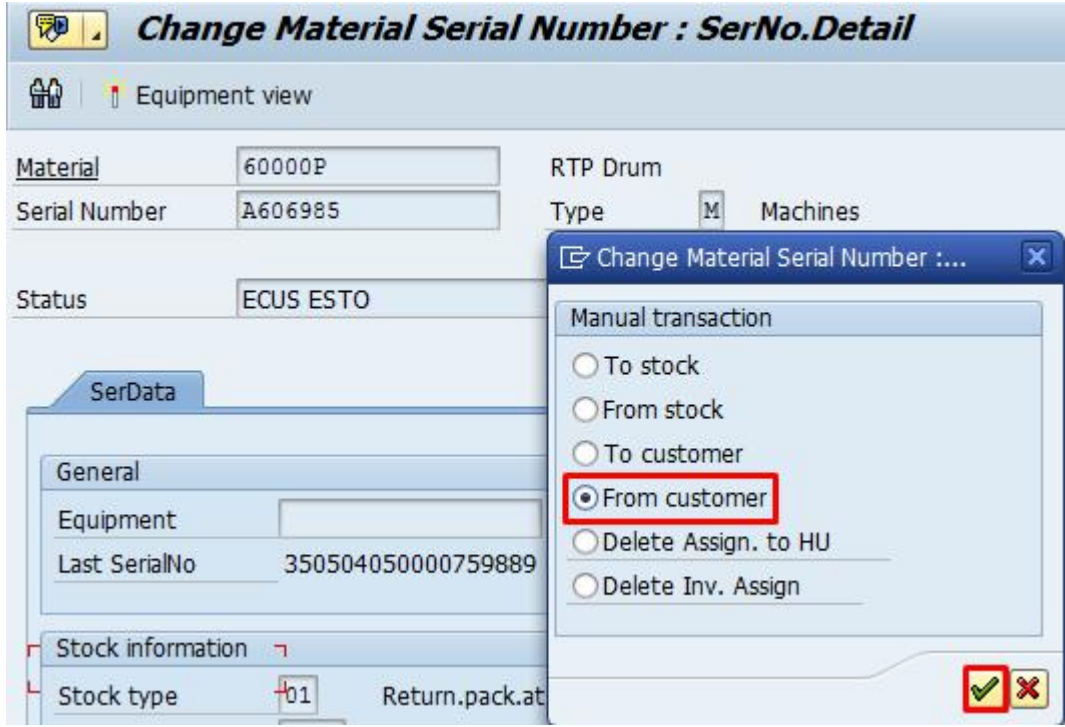 Change Material Serial Number : SerNo.Detail
Equipment view
Material 60000P RTP Drum
Serial Number A606985 Type M Machines
Status ECUS ESTO
SerData
General
Equipment
Last SerialNo 350504050000759889
Stock information
Stock type 01 Return.pack.at
Change Material Serial Number :...
Manual transaction
To stock
From stock
To customer
From customer
Delete Assign. to HU
Delete Inv. Assign